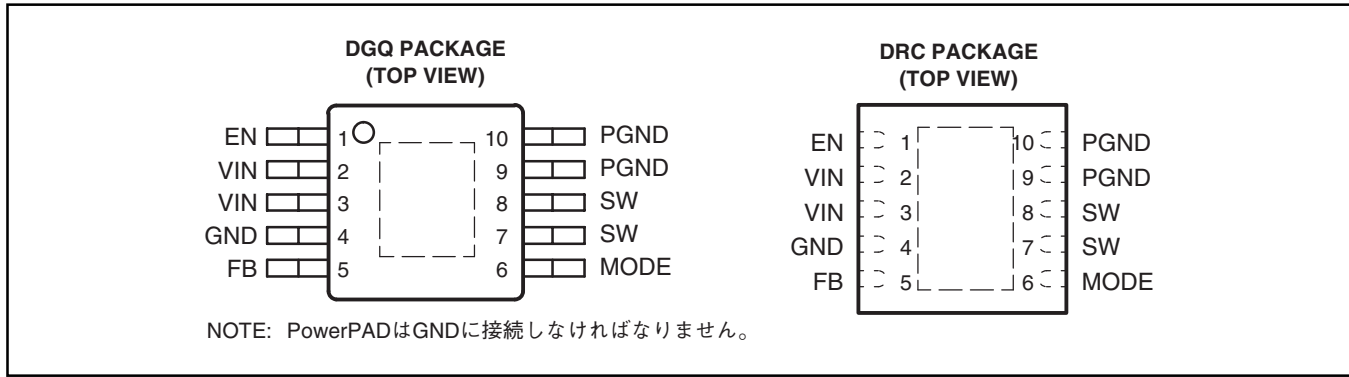 DGQ PACKAGE
(TOP VIEW)
EN 1 10 PGND
VIN 2 9 PGND
VIN 3 8 SW
GND 4 7 SW
FB 5 6 MODE
DRC PACKAGE
(TOP VIEW)
EN 1 10 PGND
VIN 2 9 PGND
VIN 3 8 SW
GND 4 7 SW
FB 5 6 MODE
NOTE: PowerPADはGNDに接続しなければなりません。